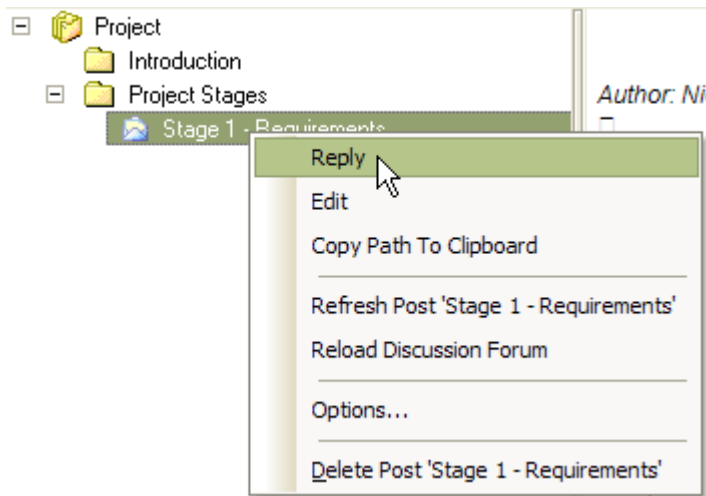 Project
Introduction
Project Stages
Author: Ni
Stage 1 - Requirements
Reply
Edit
Copy Path To Clipboard
Refresh Post 'Stage 1 - Requirements'
Reload Discussion Forum
Options...
Delete Post 'Stage 1 - Requirements'